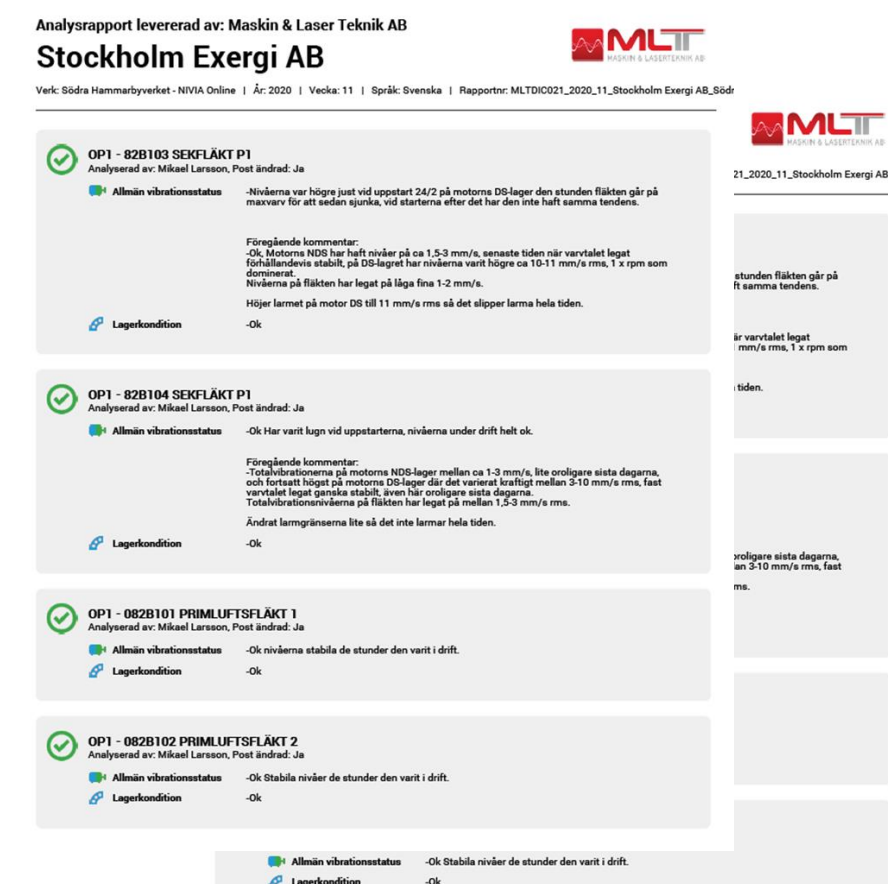 Analysrapport levererad av: Maskin & Laser Teknik AB
Stockholm Exergi AB
MLT
MASKIN & LASERTEKNIK AB
Verk: Södra Hammarbyverket - NIVIA Online | År: 2020 | Vecka: 11 | Språk: Svenska | Rapportnr: MLTDIC021_2020_11_Stockholm Exergi AB_Södr
OP1 - 82B103 SEKFLÄKT P1
Analyserad av: Mikael Larsson, Post ändrad: Ja
Allmän vibrationsstatus -Nivåerna var högre just vid uppstart 24/2 på motorns DS-lager den stunden fläkten går på
maxvarv för att sedan sjunka, vid starterna efter det har den inte haft samma tendens.
Föregående kommentar:
-Ok, Motorns NDS har haft nivåer på ca 1,5-3 mm/s, senaste tiden när varvtalet legat
förhållandevis stabilt, på DS-lagret har nivåerna varit högre ca 10-11 mm/s rms, 1 x rpm som
dominerat.
Nivåerna på fläkten har legat på låga fina 1-2 mm/s.
Höjer larmet på motor DS till 11 mm/s rms så det slipper larma hela tiden.
Lagerkondition -Ok
OP1 - 82B104 SEKFLÄKT P1
Analyserad av: Mikael Larsson, Post ändrad: Ja
Allmän vibrationsstatus -Ok Har varit lugn vid uppstarterna, nivåerna under drift helt ok.
Föregående kommentar:
-Totalvibrationerna på motorns NDS-lager mellan ca 1-3 mm/s, lite oroligare sista dagarna,
och fortsatt högst på motorns DS-lager där det varierat kraftigt mellan 3-10 mm/s rms, fast
varvtalet legat ganska stabilt, även här oroligare sista dagarna.
Totalvibrationsnivåerna på fläkten har legat på mellan 1,5-3 mm/s rms.
Ändrat larmgränserna lite så det inte larmar hela tiden.
Lagerkondition -Ok
OP1 - 082B101 PRIMLUFTSFLÄKT 1
Analyserad av: Mikael Larsson, Post ändrad: Ja
Allmän vibrationsstatus -Ok nivåerna stabila de stunder den varit i drift.
Lagerkondition -Ok
OP1 - 082B102 PRIMLUFTSFLÄKT 2
Analyserad av: Mikael Larsson, Post ändrad: Ja
Allmän vibrationsstatus -Ok Stabila nivåer de stunder den varit i drift.
Lagerkondition -Ok
MLT
MASKIN & LASERTEKNIK AB
21_2020_11_Stockholm Exergi AB
stunden fläkten går på
ft samma tendens.
är varvtalet legat
mm/s rms, 1 x rpm som
tiden.
oroligare sista dagarna,
lan 3-10 mm/s rms, fast
ms.
Allmän vibrationsstatus -Ok Stabila nivåer de stunder den varit i drift.
Lagerkondition -Ok